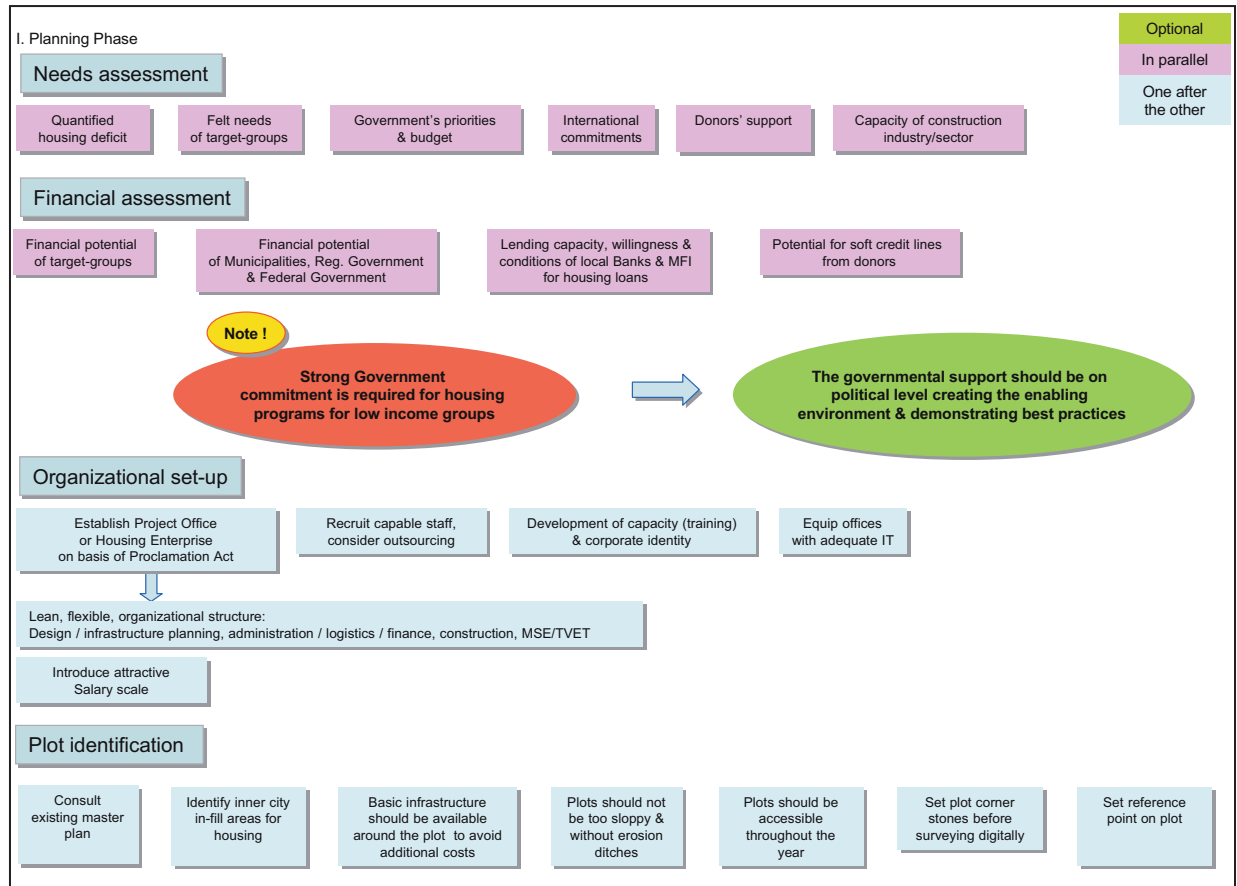 I. Planning Phase
Optional
In parallel
One after
the other
Needs assessment
Quantified
housing deficit
Felt needs
of target-groups
Government's priorities
& budget
International
commitments
Donors' support
Capacity of construction
industry/sector
Financial assessment
Financial potential
of target-groups
Financial potential
of Municipalities, Reg. Government
& Federal Government
Lending capacity, willingness &
conditions of local Banks & MFI
for housing loans
Potential for soft credit lines
from donors
Note !
Strong Government
commitment is required for housing
programs for low income groups
The governmental support should be on
political level creating the enabling
environment & demonstrating best practices
Organizational set-up
Establish Project Office
or Housing Enterprise
on basis of Proclamation Act
Recruit capable staff,
consider outsourcing
Development of capacity (training)
& corporate identity
Equip offices
with adequate IT
Lean, flexible, organizational structure:
Design / infrastructure planning, administration / logistics / finance, construction, MSE/TVET
Introduce attractive
Salary scale
Plot identification
Consult
existing master
plan
Identify inner city
in-fill areas for
housing
Basic infrastructure
should be available
around the plot to avoid
additional costs
Plots should not
be too sloppy &
without erosion
ditches
Plots should be
accessible
throughout the
year
Set plot corner
stones before
surveying digitally
Set reference
point on plot